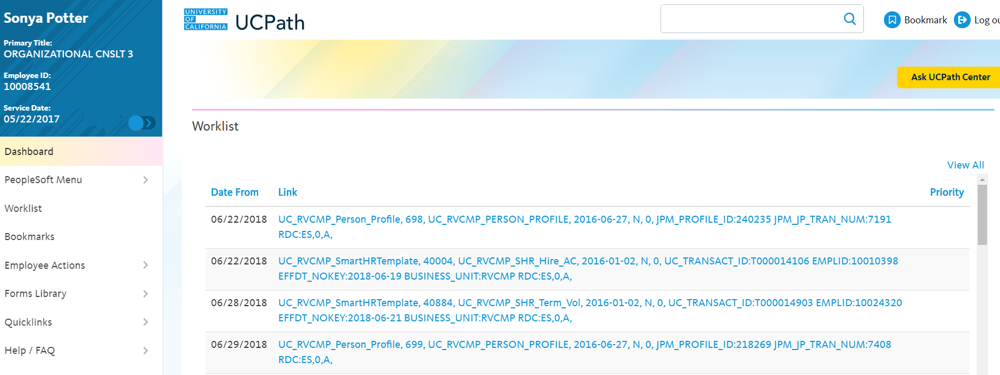 Sonya Potter
Primary Title:
ORGANIZATIONAL CNSLT 3
Employee ID:
10008541
Service Date:
05/22/2017
Dashboard
PeopleSoft Menu
Worklist
Bookmarks
Employee Actions
Forms Library
Quicklinks
Help / FAQ
UNIVERSITY
OF
CALIFORNIA
UCPath
Bookmark
Log ou
Ask UCPath Center
Worklist
View All
Date From Link Priority
06/22/2018 UC_RVCMP_Person_Profile, 698, UC_RVCMP_PERSON_PROFILE, 2016-06-27, N, 0, JPM_PROFILE_ID:240235 JPM_JP_TRAN_NUM:7191
RDC:ES,0,A,
06/22/2018 UC_RVCMP_SmartHRTemplate, 40004, UC_RVCMP_SHR_Hire_AC, 2016-01-02, N, 0, UC_TRANSACT_ID:T000014106 EMPLID:10010398
EFFDT_NOKEY:2018-06-19 BUSINESS_UNIT:RVCMP RDC:ES,0,A,
06/28/2018 UC_RVCMP_SmartHRTemplate, 40884, UC_RVCMP_SHR_Term_Vol, 2016-01-02, N, 0, UC_TRANSACT_ID:T000014903 EMPLID:10024320
EFFDT_NOKEY:2018-06-21 BUSINESS_UNIT:RVCMP RDC:ES,0,A,
06/29/2018 UC_RVCMP_Person_Profile, 699, UC_RVCMP_PERSON_PROFILE, 2016-06-27, N, 0, JPM_PROFILE_ID:218269 JPM_JP_TRAN_NUM:7408
RDC:ES,0,A,